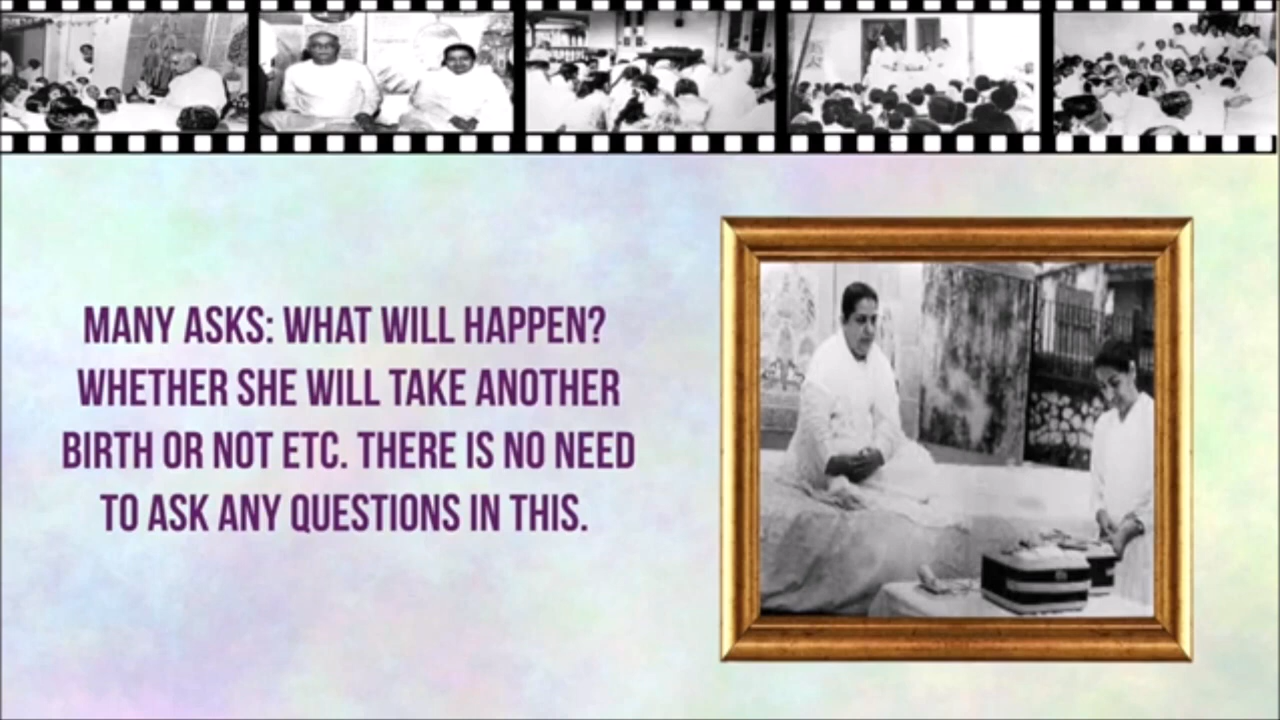 MANY ASKS: WHAT WILL HAPPEN?
WHETHER SHE WILL TAKE ANOTHER
BIRTH OR NOT ETC. THERE IS NO NEED
TO ASK ANY QUESTIONS IN THIS.